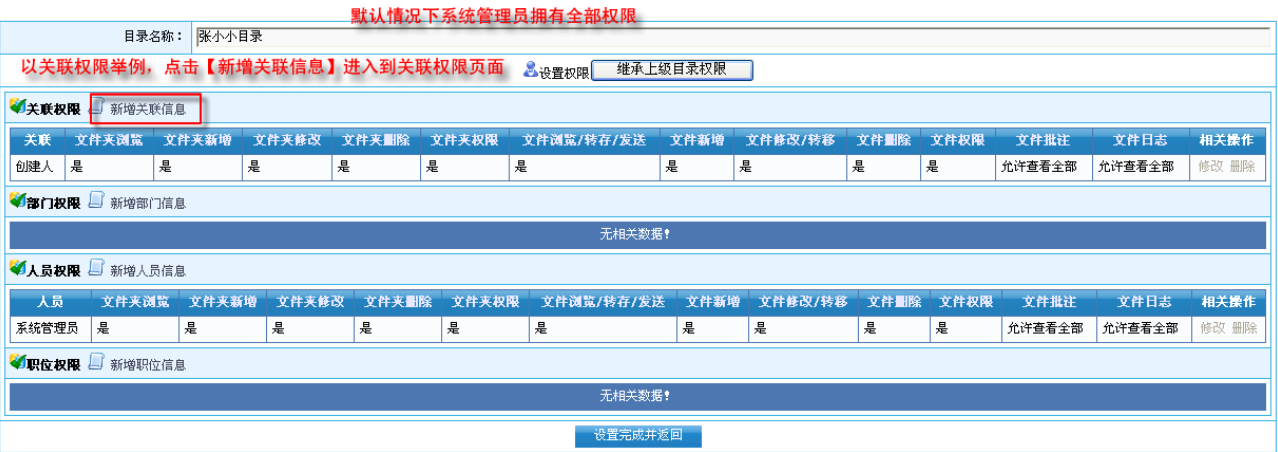 默认情况下系统管理员拥有全部权限
目录名称： 张小小目录
以关联权限举例，点击【新增关联信息】进入到关联权限页面 设置权限 继承上级目录权限
关联权限 新增关联信息
关联 文件夹浏览 文件夹新增 文件夹修改 文件夹删除 文件夹权限 文件浏览/转存/发送 文件新增 文件修改/转移 文件删除 文件权限 文件批注 文件日志 相关操作
创建人 是 是 是 是 是 是 是 是 是 是 允许查看全部 允许查看全部 修改 删除
部门权限 新增部门信息
无相关数据！
人员权限 新增人员信息
人员 文件夹浏览 文件夹新增 文件夹修改 文件夹删除 文件夹权限 文件浏览/转存/发送 文件新增 文件修改/转移 文件删除 文件权限 文件批注 文件日志 相关操作
系统管理员 是 是 是 是 是 是 是 是 是 是 允许查看全部 允许查看全部 修改 删除
职位权限 新增职位信息
无相关数据！
设置完成并返回